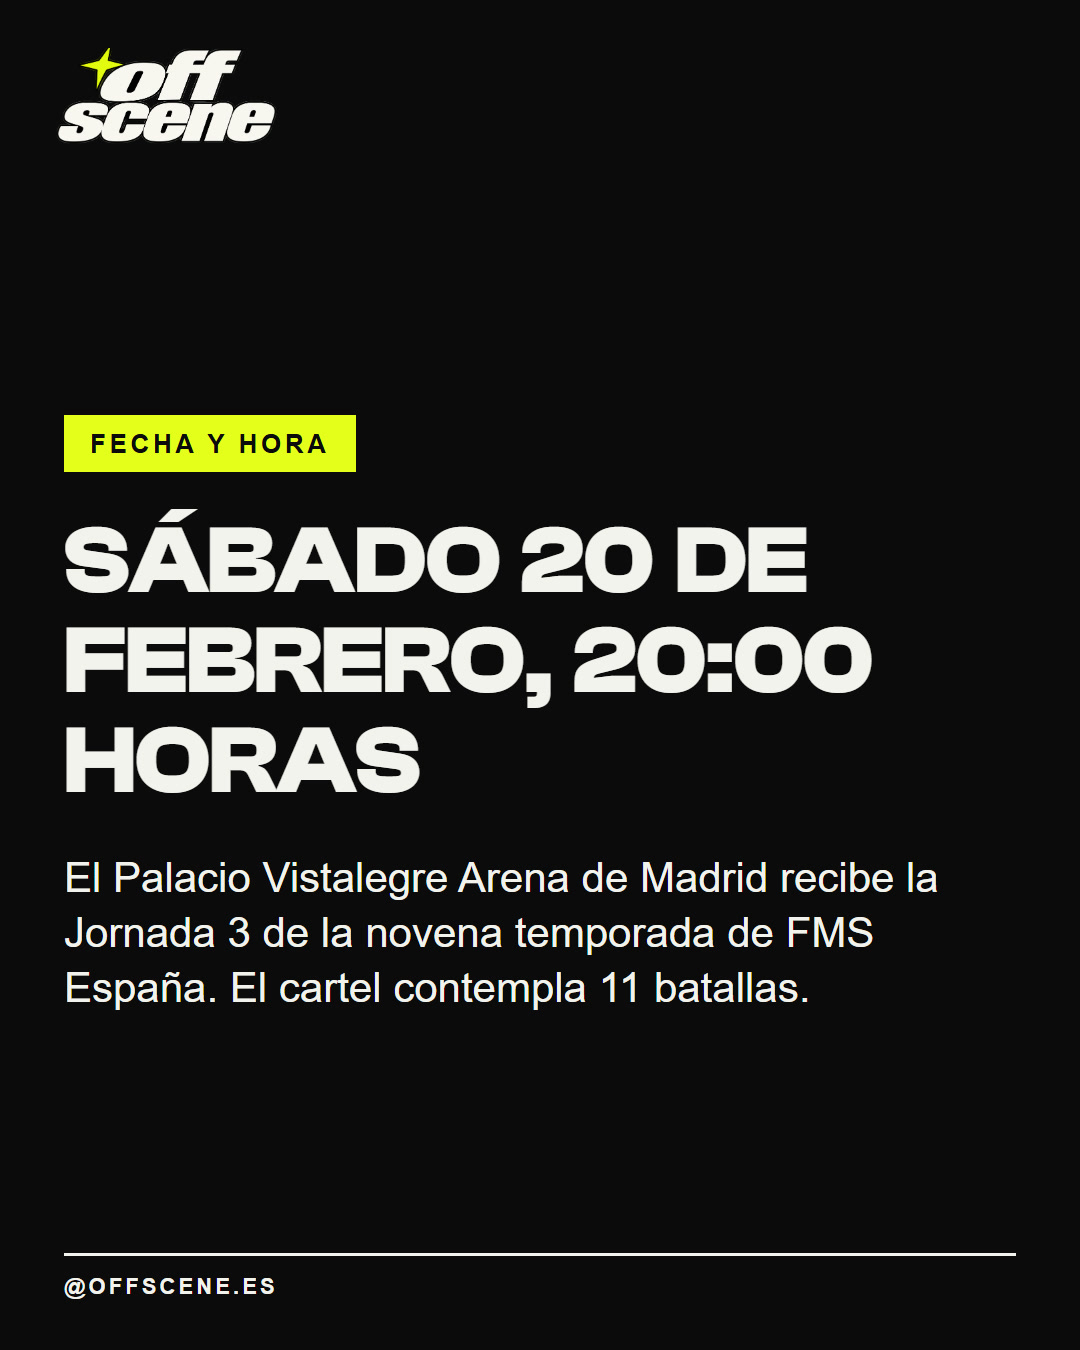 off
scene
FECHA Y HORA
SÁBADO 20 DE
FEBRERO, 20:00
HORAS
El Palacio Vistalegre Arena de Madrid recibe la
Jornada 3 de la novena temporada de FMS
España. El cartel contempla 11 batallas.
@OFFSCENE.ES